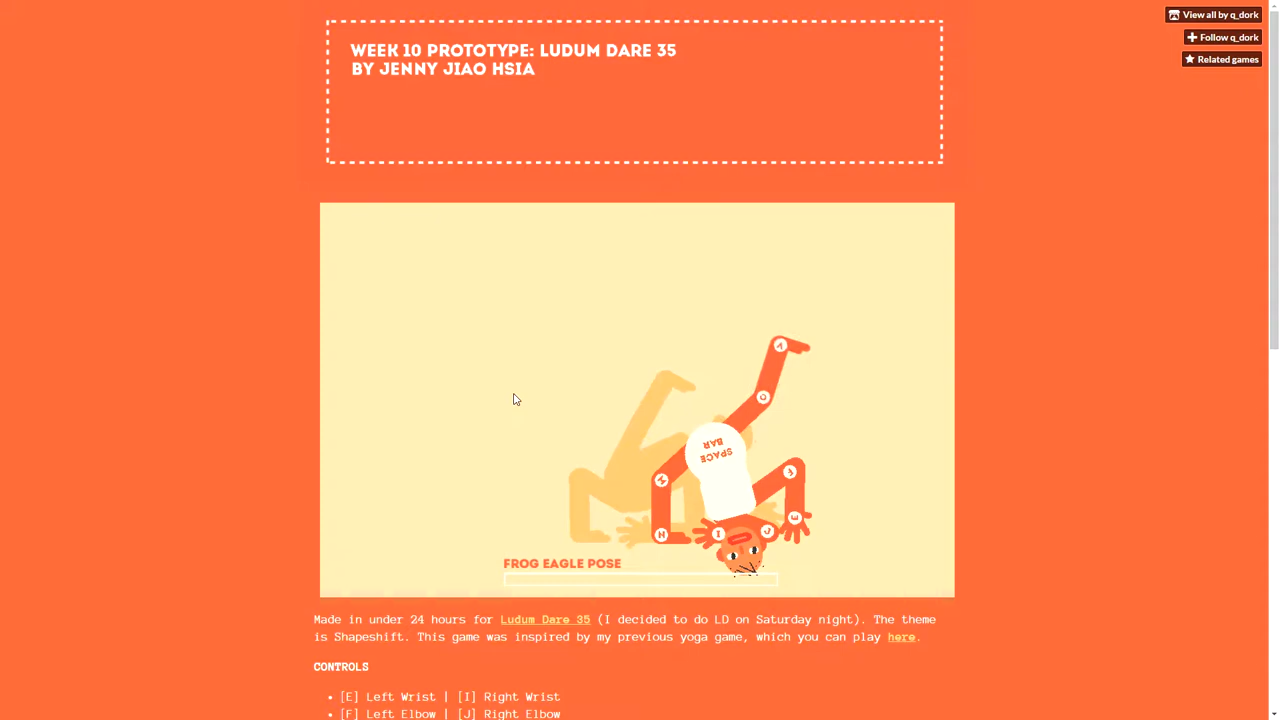 View all by q_dork
Follow q_dork
Related games
WEEK 10 PROTOTYPE: LUDUM DARE 35
BY JENNY JIAO HSIA
A
Q
SPACE
BAR
M
F
E
N
I
J
FROG EAGLE POSE
Made in under 24 hours for Ludum Dare 35 (I decided to do LD on Saturday night). The theme
is Shapeshift. This game was inspired by my previous yoga game, which you can play here.
CONTROLS
• [E] Left Wrist | [I] Right Wrist
• [F] Left Elbow | [J] Right Elbow